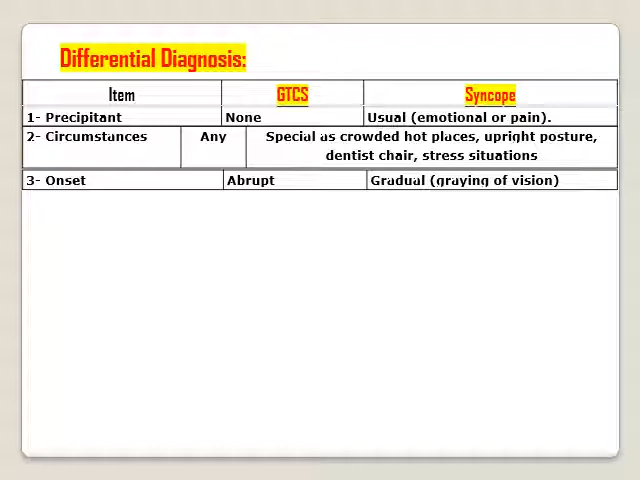 Differential Diagnosis:
Item GTCS Syncope
1- Precipitant None Usual (emotional or pain).
2- Circumstances Any Special as crowded hot places, upright posture,
dentist chair, stress situations
3- Onset Abrupt Gradual (graying of vision)